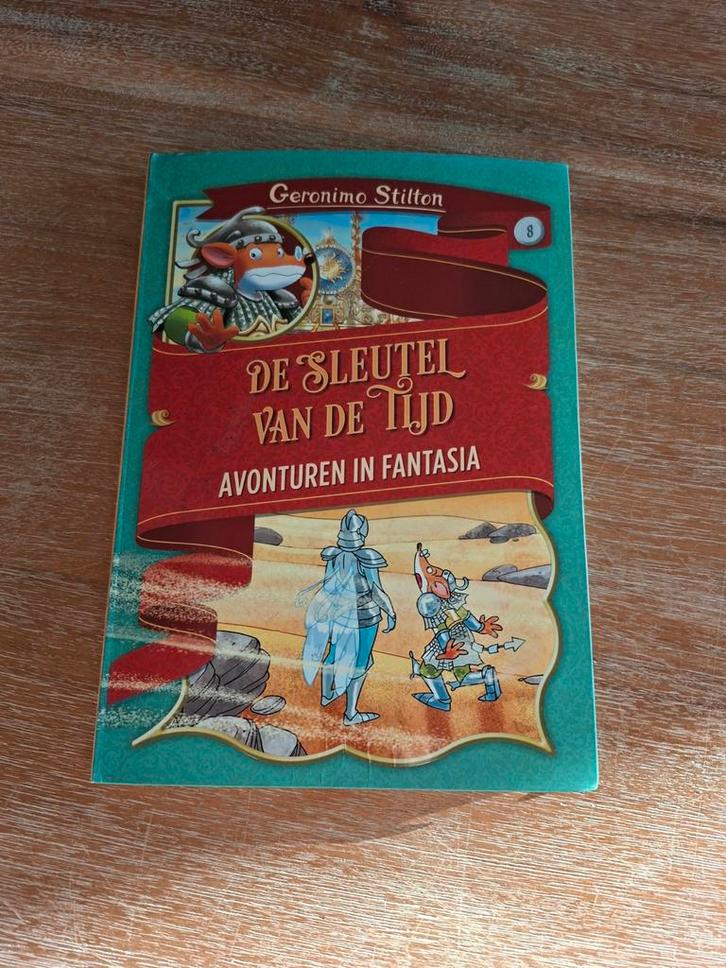 Geronimo Stilton
8
DE SLEUTEL
VAN DE TIJD
AVONTUREN IN FANTASIA